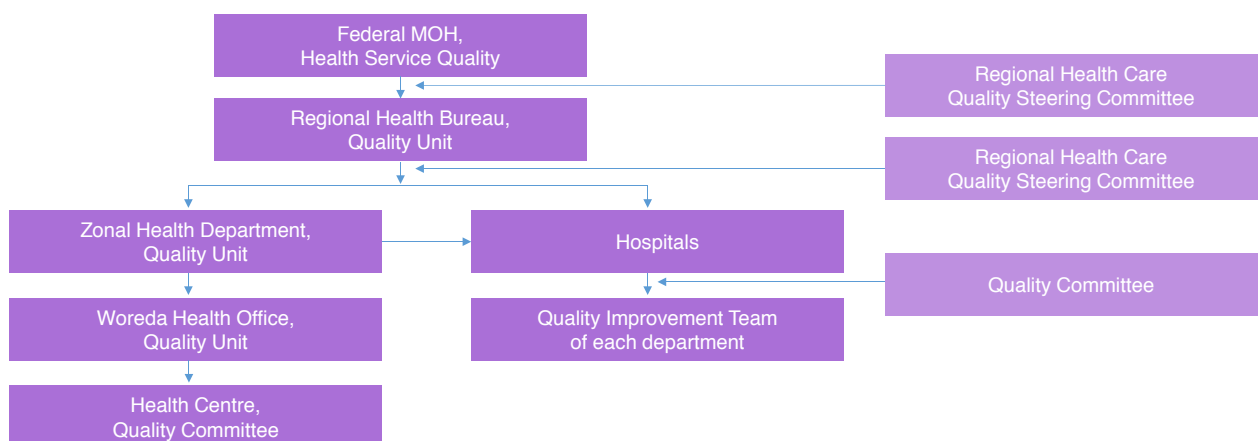 Federal MOH,
Health Service Quality
Regional Health Care
Quality Steering Committee
Regional Health Bureau,
Quality Unit
Regional Health Care
Quality Steering Committee
Zonal Health Department,
Quality Unit
Hospitals
Quality Committee
Woreda Health Office,
Quality Unit
Quality Improvement Team
of each department
Health Centre,
Quality Committee